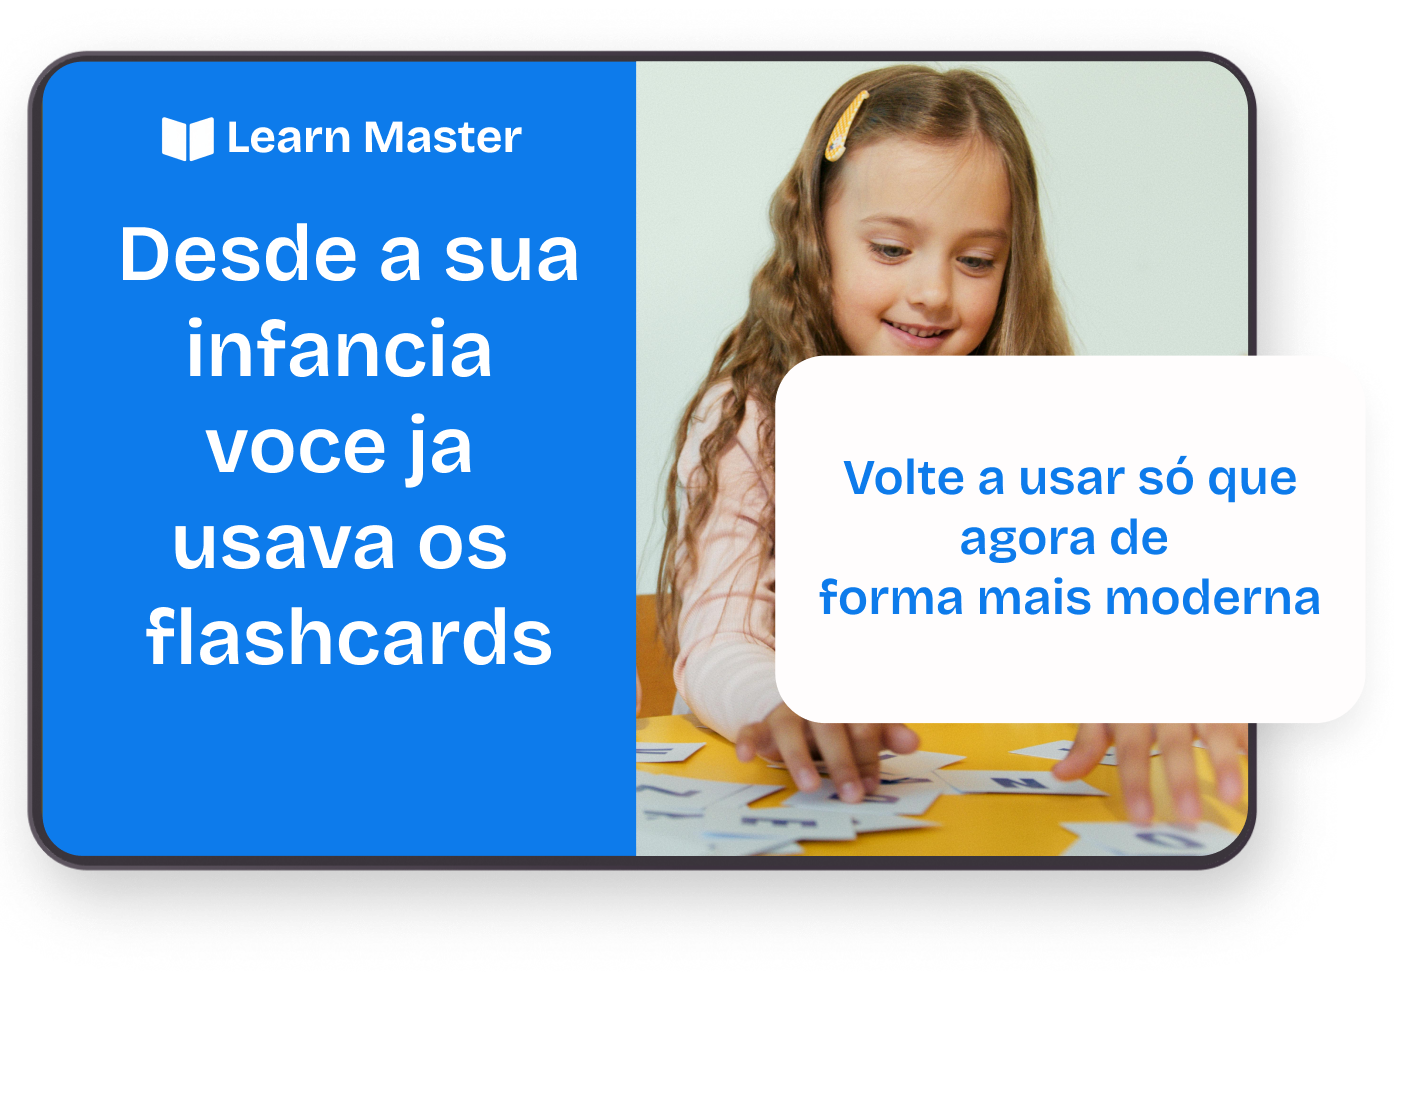 Learn Master
Desde a sua
infancia
voce ja
usava os
flashcards
Volte a usar só que
agora de
forma mais moderna
N
E